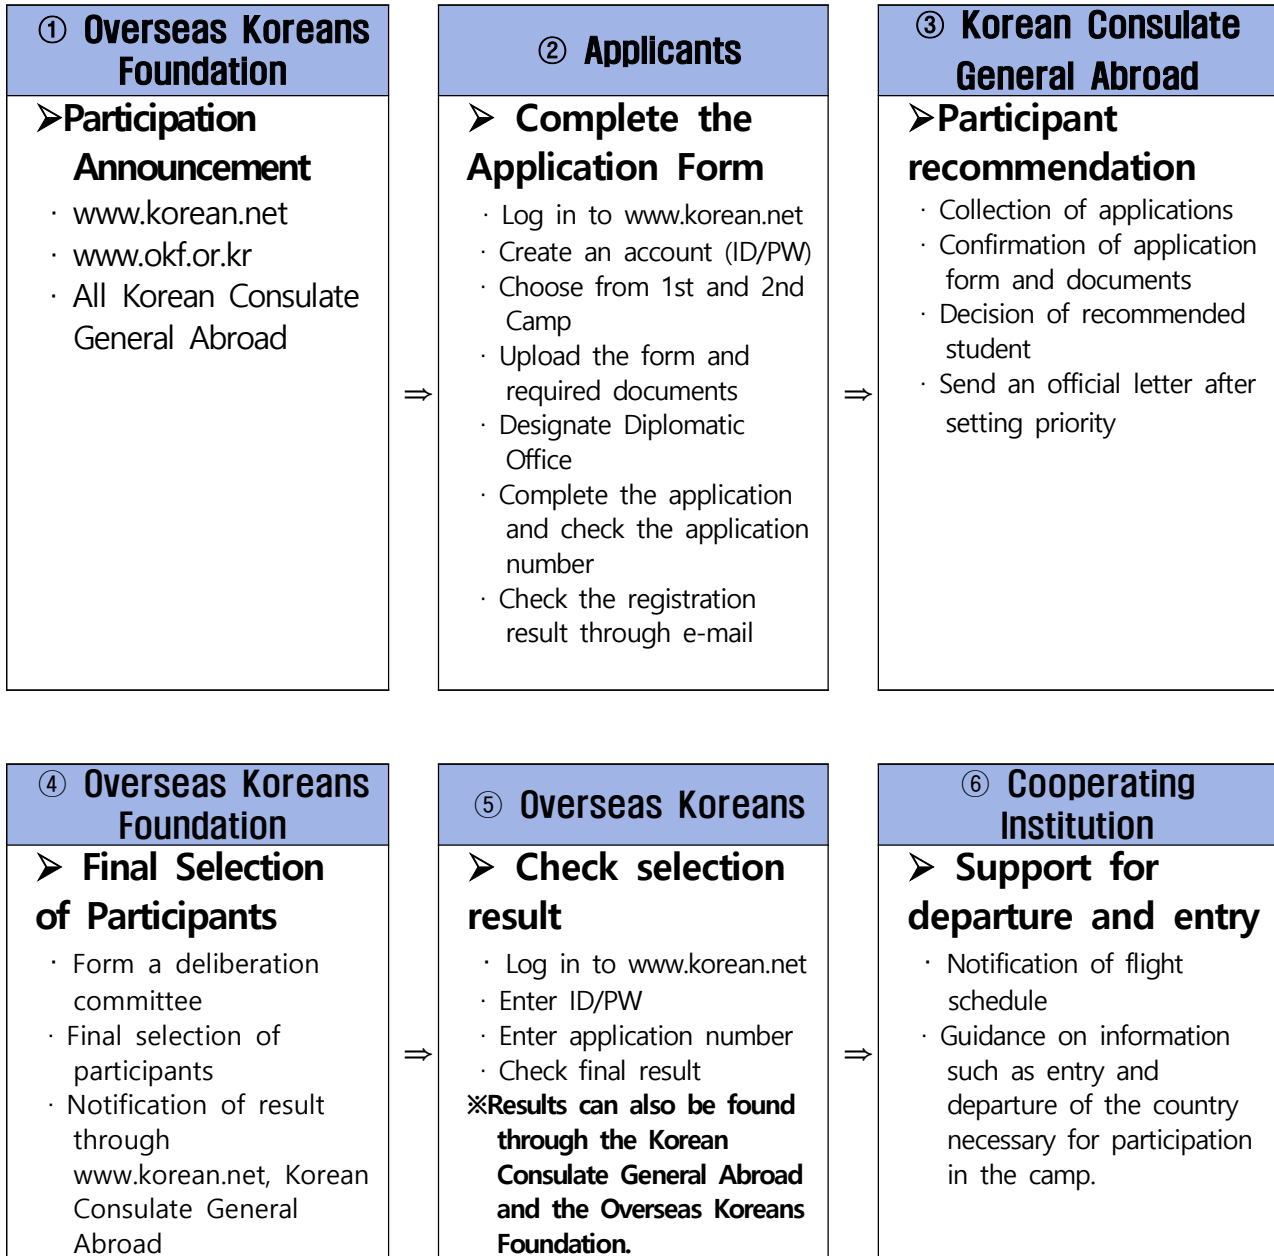 ① Overseas Koreans
Foundation
➢Participation
Announcement
· www.korean.net
· www.okf.or.kr
· All Korean Consulate
General Abroad
⇒
② Applicants
➢ Complete the
Application Form
· Log in to www.korean.net
· Create an account (ID/PW)
· Choose from 1st and 2nd
Camp
· Upload the form and
required documents
· Designate Diplomatic
Office
· Complete the application
and check the application
number
· Check the registration
result through e-mail
⇒
③ Korean Consulate
General Abroad
➢Participant
recommendation
· Collection of applications
· Confirmation of application
form and documents
· Decision of recommended
student
· Send an official letter after
setting priority
④ Overseas Koreans
Foundation
➢ Final Selection
of Participants
· Form a deliberation
committee
· Final selection of
participants
· Notification of result
through
www.korean.net, Korean
Consulate General
Abroad
⇒
⑤ Overseas Koreans
➢ Check selection
result
· Log in to www.korean.net
· Enter ID/PW
· Enter application number
· Check final result
※Results can also be found
through the Korean
Consulate General Abroad
and the Overseas Koreans
Foundation.
⇒
⑥ Cooperating
Institution
➢ Support for
departure and entry
· Notification of flight
schedule
· Guidance on information
such as entry and
departure of the country
necessary for participation
in the camp.